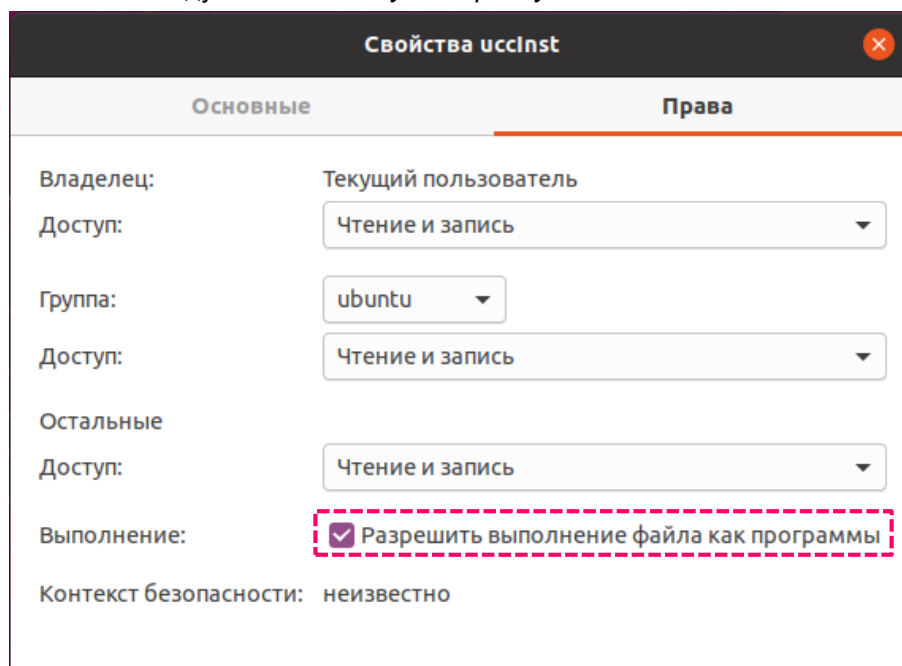 Свойства uccInst
Основные Права
Владелец: Текущий пользователь
Доступ: Чтение и запись
Группа: ubuntu
Доступ: Чтение и запись
Остальные
Доступ: Чтение и запись
Выполнение: Разрешить выполнение файла как программы
Контекст безопасности: неизвестно